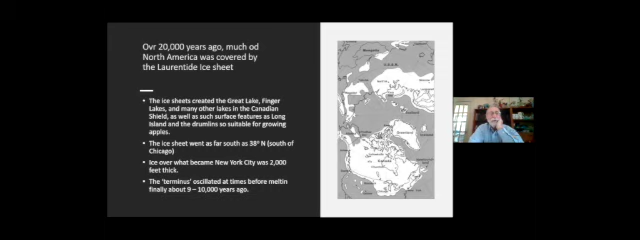 Ovr 20,000 years ago, much od
North America was covered by
the Laurentide Ice sheet
• The ice sheets created the Great Lake, Finger
Lakes, and many other lakes in the Canadian
Shield, as well as such surface features as Long
Island and the drumlins so suitable for growing
apples.
• The ice sheet went as far south as 38° N (south of
Chicago)
• Ice over what became New York City was 2,000
feet thick.
• The 'terminus' oscillated at times before meltin
finally about 9 – 10,000 years ago.
U.S.S.R.
Greenland
Canada